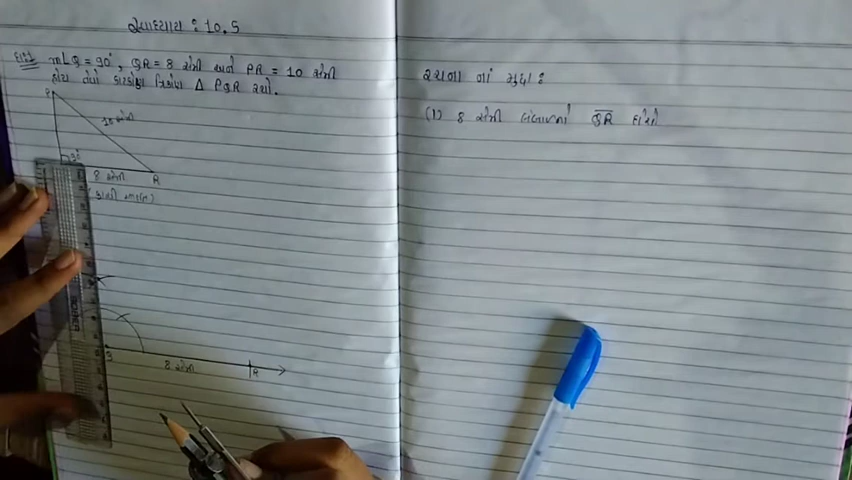 સ્વાધ્યાય : 10.5
m∠Q = 90°, QR = 8 સેમી અને PR = 10 સેમી
હોય તેવો કાટકોણ ત્રિકોણ Δ PQR રચો.
P
10 સેમી
90°
8 સેમી
R
(કાચી આકૃતિ)
Q
8 સેમી
R
રચના નાં મુદ્દા :
(1) 8 સેમી લંબાઈનાં QR દોરો